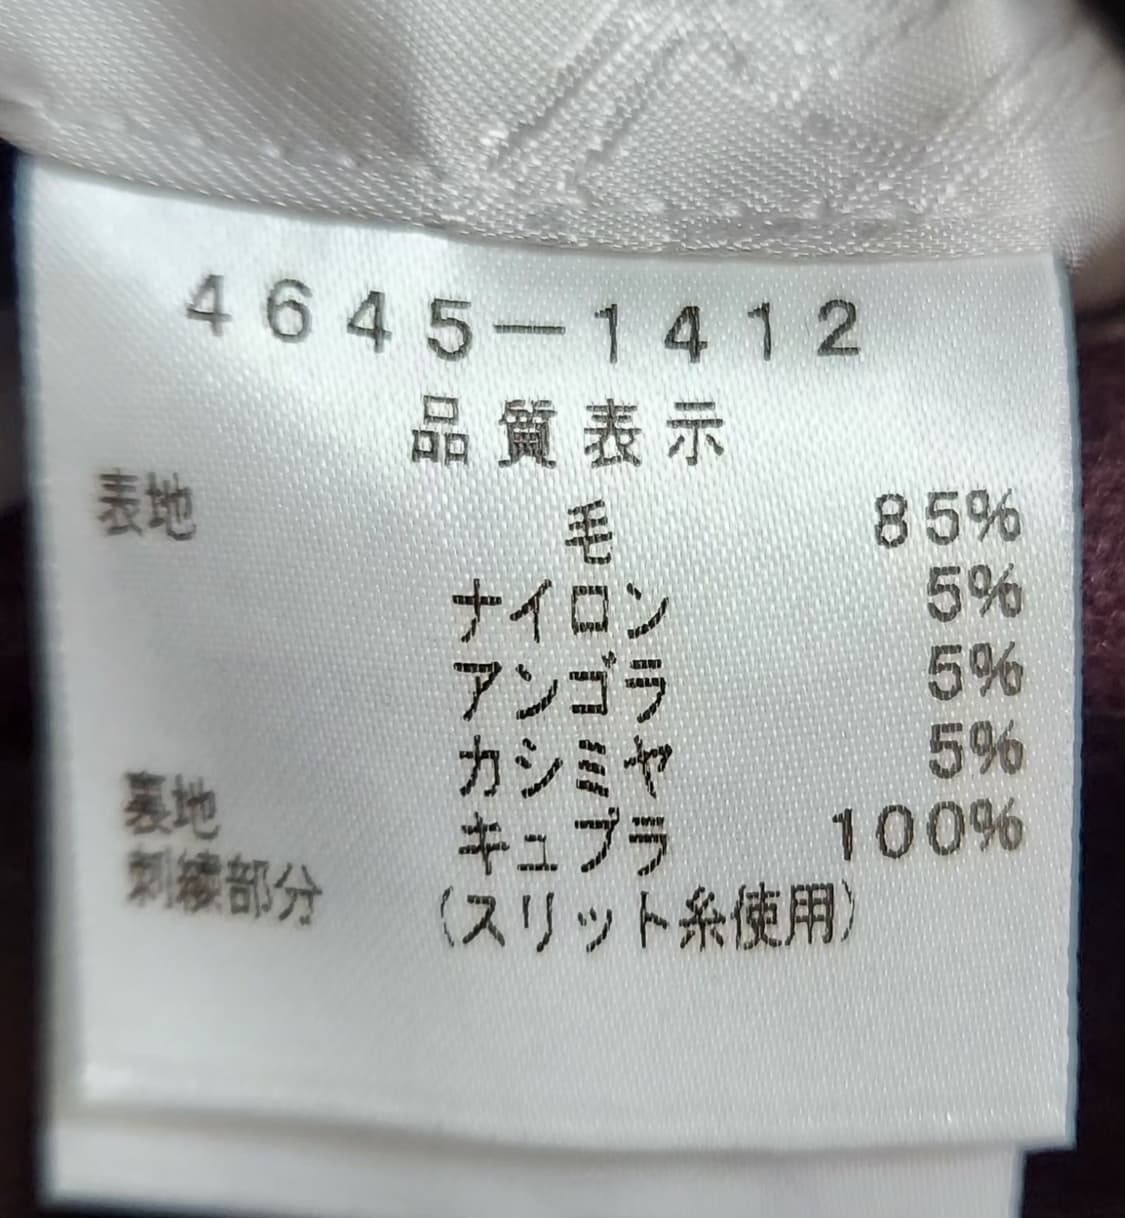 4645-1412
品質表示
表地 毛 85%
ナイロン 5%
アンゴラ 5%
カシミヤ 5%
裏地 キュプラ 100%
刺繍部分 (スリット糸使用)